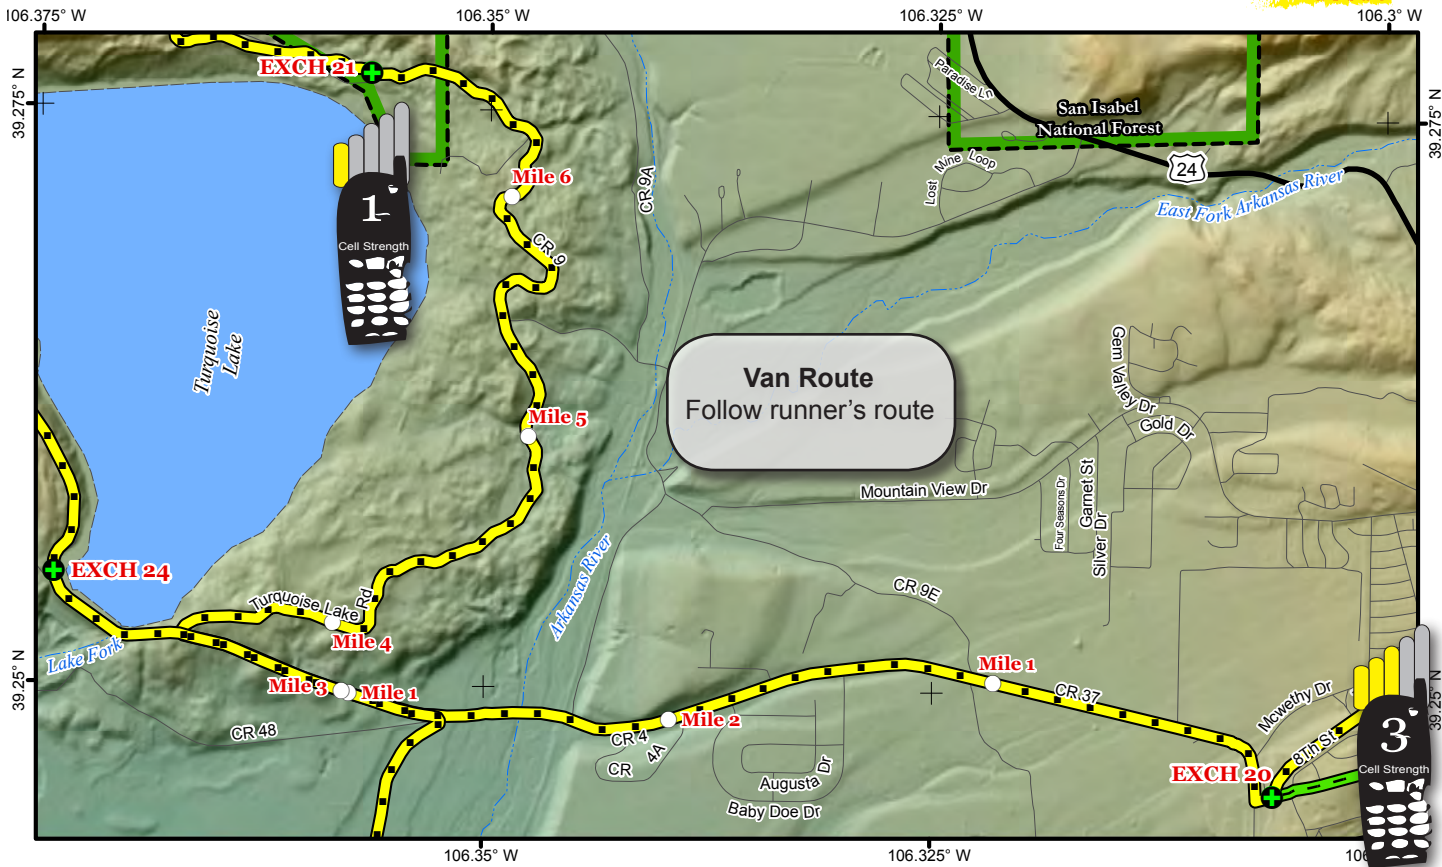 106.375° W
106.35° W
106.325° W
106.3° W
39.275° N
39.275° N
EXCH 21
Paradise Ln
San Isabel
National Forest
24
Lost Mine Loop
East Fork Arkansas River
CR 9A
Mile 6
CR 9
1
Cell Strength
Turquoise
Lake
Van Route
Follow runner's route
Gem Valley Dr
Gold Dr
Mile 5
Mountain View Dr
Four Seasons Dr
Garnet St
Silver Dr
EXCH 24
Arkansas River
CR 9E
Turquoise Lake Rd
Mile 4
Lake Fork
39.25° N
39.25° N
Mile 3
Mile 1
Mile 1
CR 37
Mcwethy Dr
Mile 2
CR 48
CR 4
CR 4A
8Th St
3
Cell Strength
EXCH 20
Augusta Dr
Baby Doe Dr
106.35° W
106.325° W